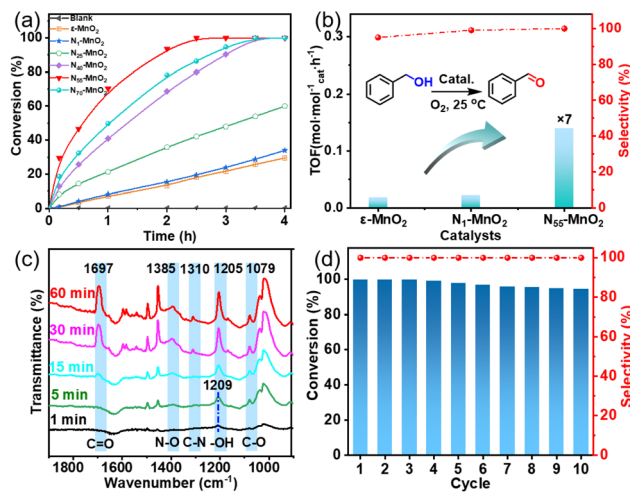 (a)
Blank
ε-MnO2
N1-MnO2
N25-MnO2
N40-MnO2
N55-MnO2
N70-MnO2
100
80
60
40
20
0
0 1 2 3 4
Conversion (%)
Time (h)
(b)
0.3
0.2
0.1
0.0
TOF(mol·mol-1cat·h-1)
OH
Catal.
O2, 25 ºC
O
×7
100
80
60
40
20
0
Selectivity (%)
ε-MnO2 N1-MnO2 N55-MnO2
Catalysts
(c)
1697 1385 1310 1205 1079
60 min
30 min
15 min
5 min
1 min
1209
C=O N-O C-N -OH C-O
Transmittance (%)
1800 1600 1400 1200 1000
Wavenumber (cm-1)
(d)
100
80
60
40
20
0
Conversion (%)
100
80
60
40
20
0
Selectivity (%)
1 2 3 4 5 6 7 8 9 10
Cycle